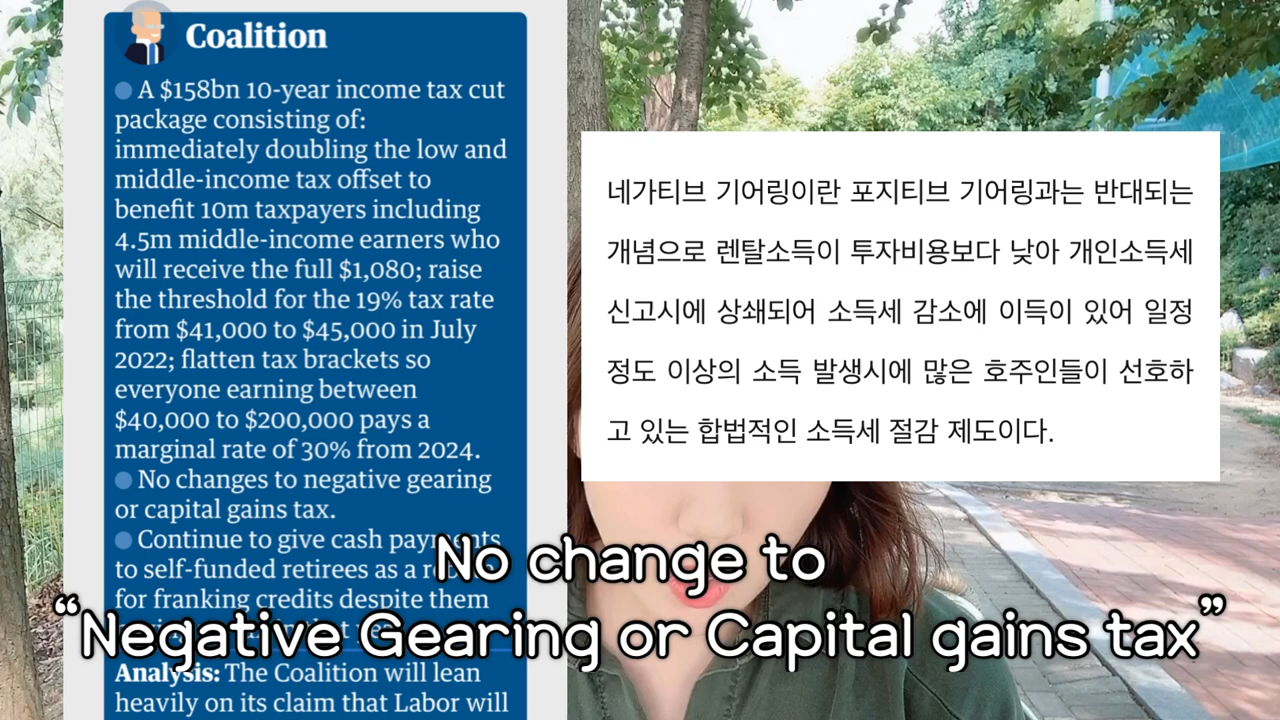 Coalition
A $158bn 10-year income tax cut
package consisting of:
immediately doubling the low and
middle-income tax offset to
benefit 10m taxpayers including
4.5m middle-income earners who
will receive the full $1,080; raise
the threshold for the 19% tax rate
from $41,000 to $45,000 in July
2022; flatten tax brackets so
everyone earning between
$40,000 to $200,000 pays a
marginal rate of 30% from 2024.
No changes to negative gearing
or capital gains tax.
Continue to give cash payments
to self-funded retirees as a
for franking credits despite them
Analysis: The Coalition will lean
heavily on its claim that Labor will
네가티브 기어링이란 포지티브 기어링과는 반대되는
개념으로 렌탈소득이 투자비용보다 낮아 개인소득세
신고시에 상쇄되어 소득세 감소에 이득이 있어 일정
정도 이상의 소득 발생시에 많은 호주인들이 선호하
고 있는 합법적인 소득세 절감 제도이다.
No change to
“Negative Gearing or Capital gains tax”